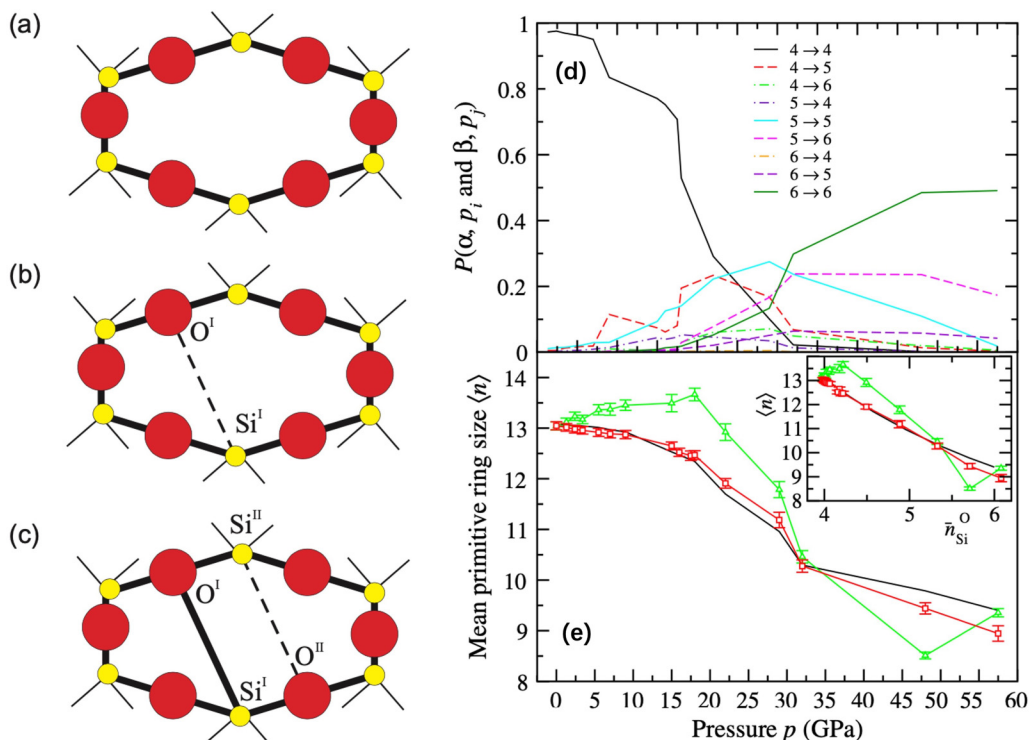 (a)
(b)
O^I
Si^I
(c)
Si^II
O^I
O^II
Si^I
(d)
P(α, p_i and β, p_j)
1
0.8
0.6
0.4
0.2
0
4→4
4→5
4→6
5→4
5→5
5→6
6→4
6→5
6→6
(e)
Mean primitive ring size ⟨n⟩
14
13
12
11
10
9
8
0 5 10 15 20 25 30 35 40 45 50 55 60
Pressure p (GPa)
⟨n⟩
13
12
11
10
9
8
4 5 6
n̄_Si^O